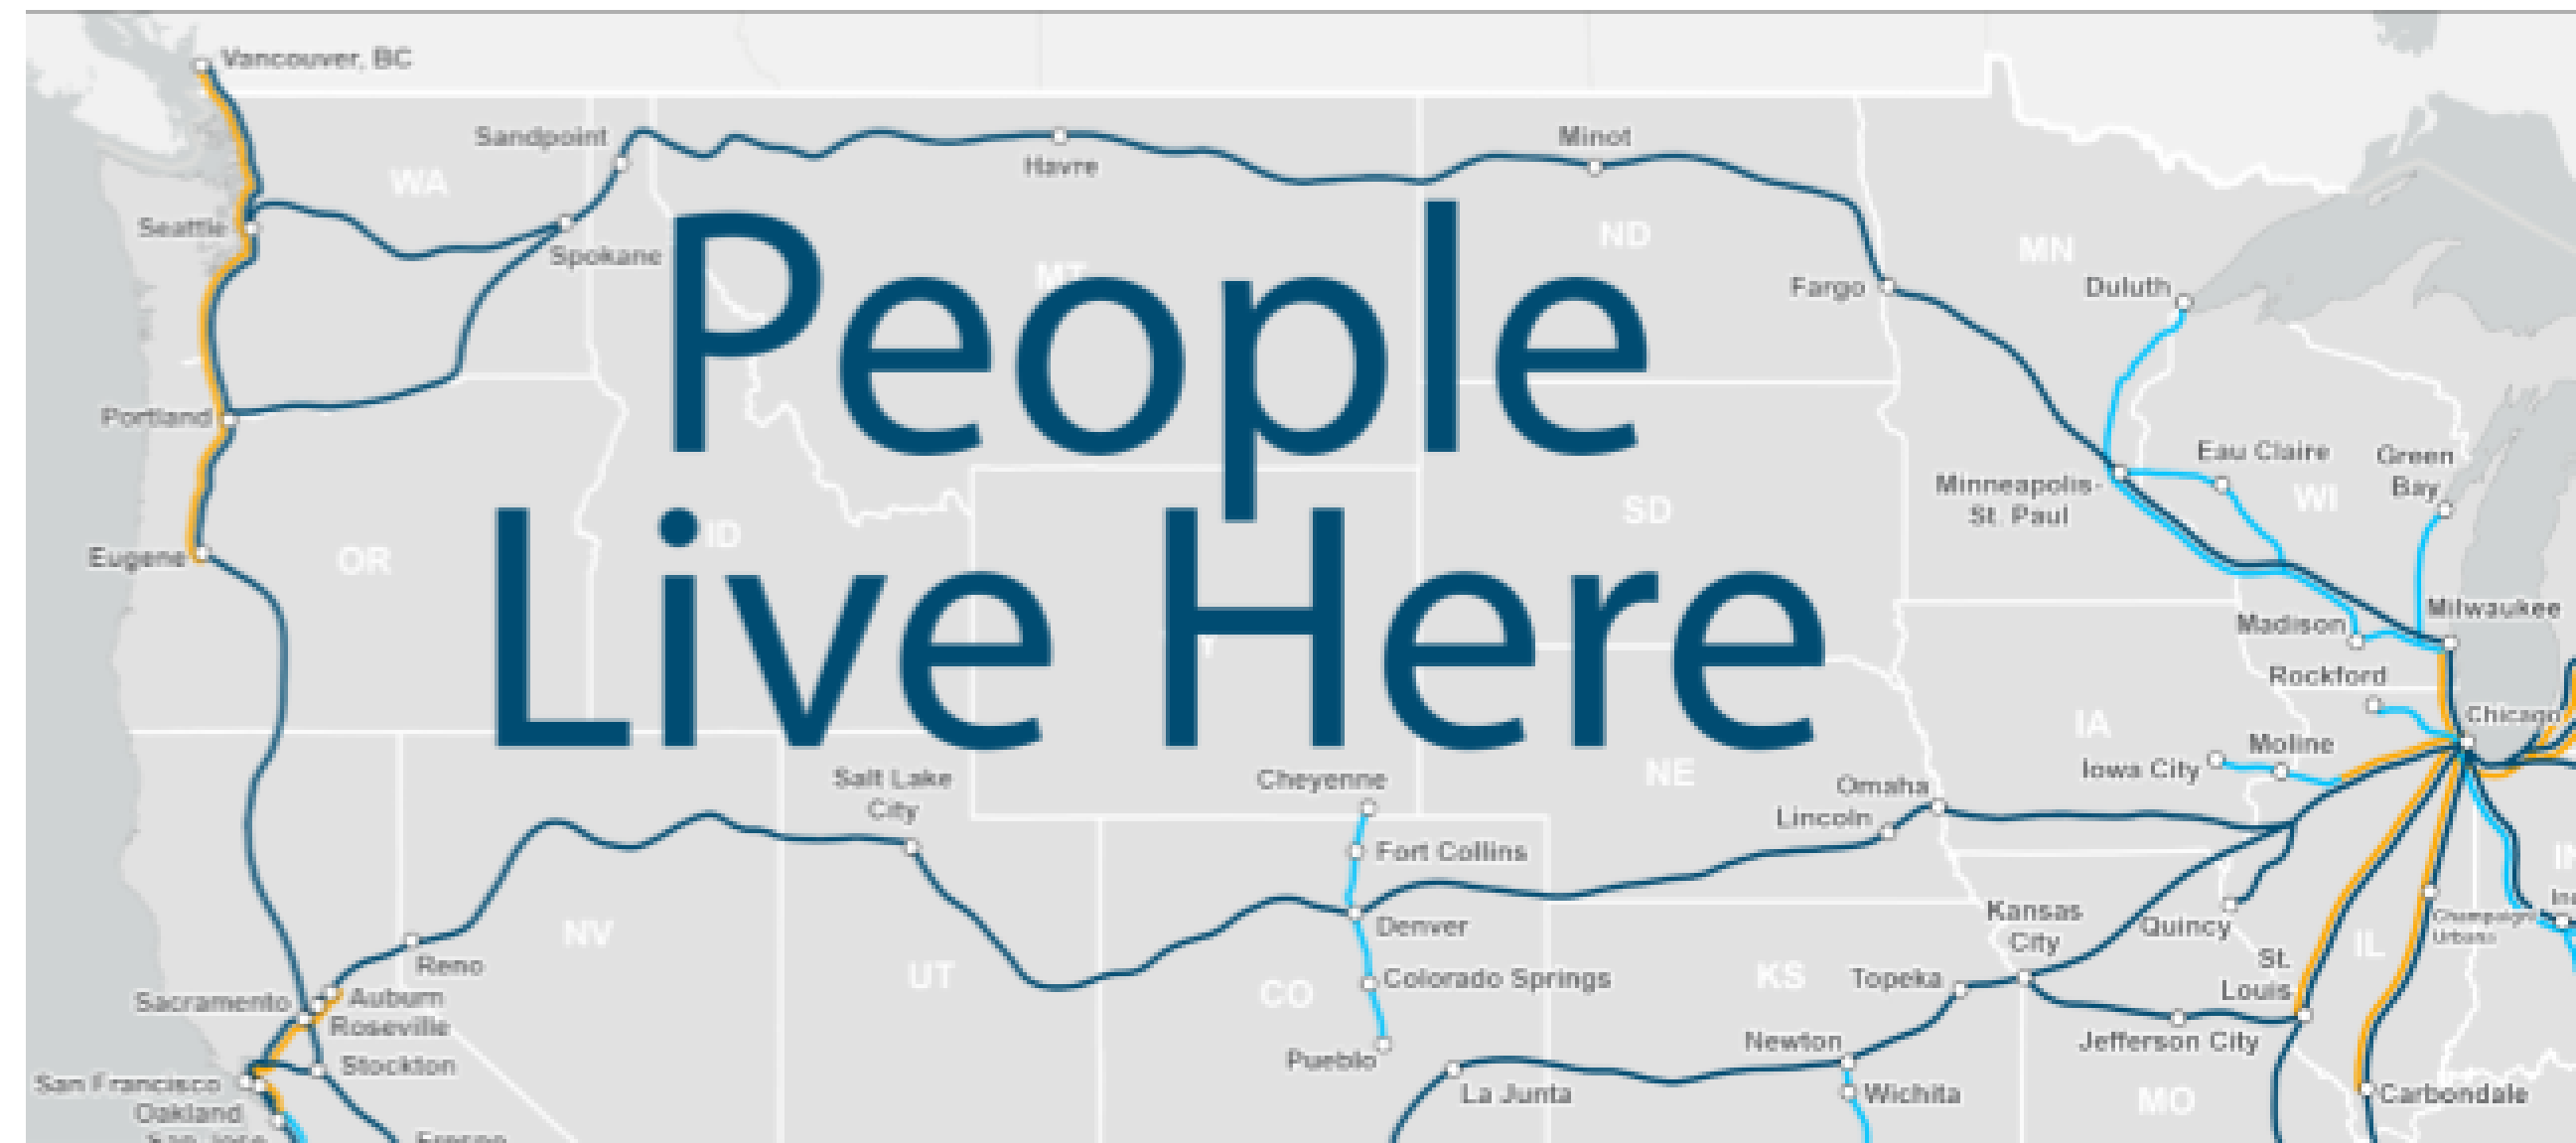 Vancouver, BC
Sandpoint
Minot
Havre
WA
Seattle
Spokane
ND
MN
People
Fargo
Duluth
Portland
Eau Claire
Green
Bay
Minneapolis-
St. Paul
WI
SD
ID
OR
Eugene
Live Here
Milwaukee
Madison
Rockford
Chicago
IA
Moline
Iowa City
NE
Salt Lake
City
Cheyenne
Omaha
Lincoln
Fort Collins
NV
Denver
Kansas
City
Quincy
Champaign
Urbana
IL
Reno
UT
CO
Colorado Springs
KS
Topeka
St.
Louis
Sacramento
Auburn
Roseville
Jefferson City
Newton
Pueblo
Stockton
San Francisco
La Junta
Wichita
MO
Carbondale
Oakland